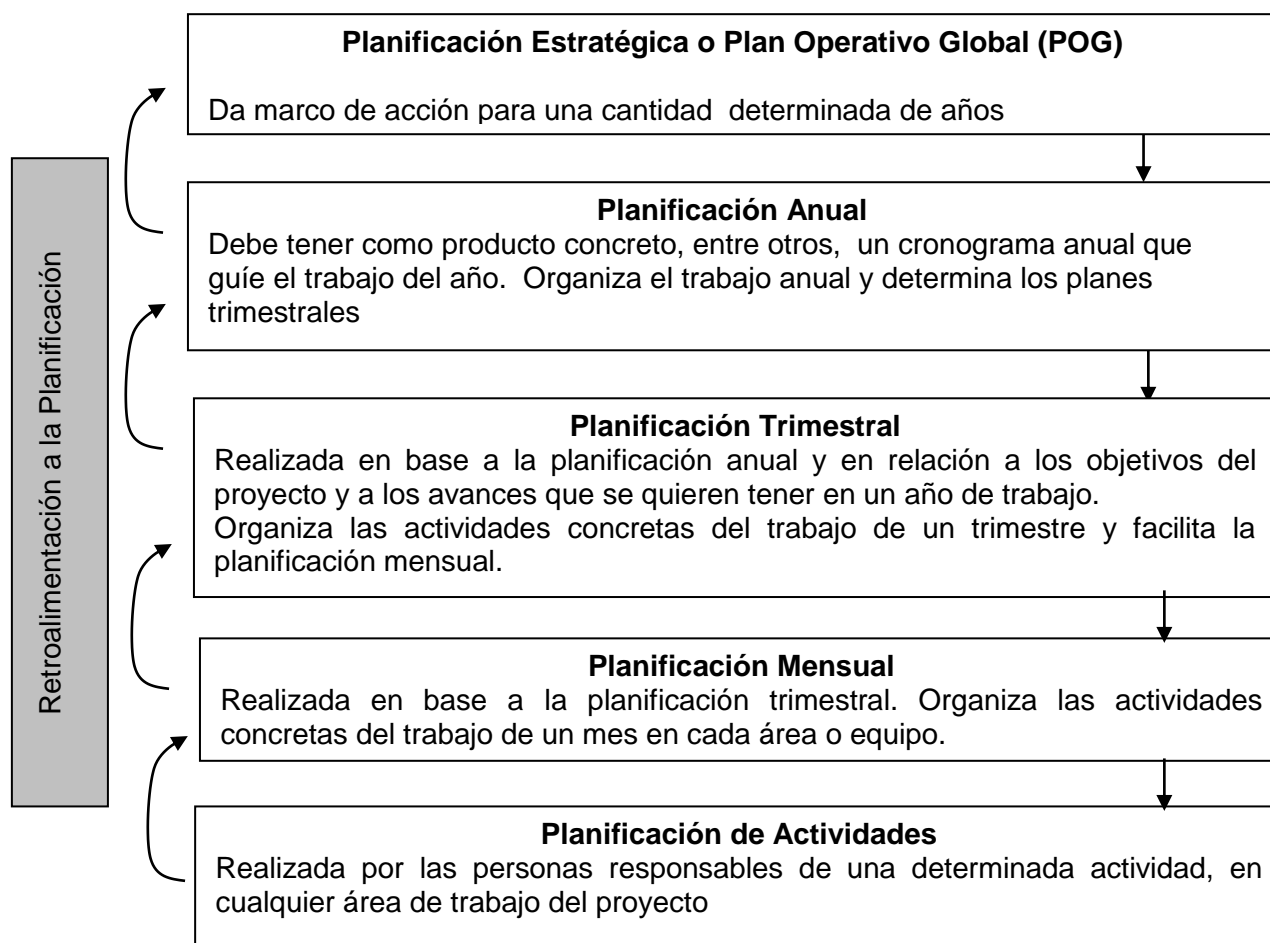 Planificación Estratégica o Plan Operativo Global (POG)
Da marco de acción para una cantidad determinada de años
Retroalimentación a la Planificación
Planificación Anual
Debe tener como producto concreto, entre otros, un cronograma anual que
guíe el trabajo del año. Organiza el trabajo anual y determina los planes
trimestrales
Planificación Trimestral
Realizada en base a la planificación anual y en relación a los objetivos del
proyecto y a los avances que se quieren tener en un año de trabajo.
Organiza las actividades concretas del trabajo de un trimestre y facilita la
planificación mensual.
Planificación Mensual
Realizada en base a la planificación trimestral. Organiza las actividades
concretas del trabajo de un mes en cada área o equipo.
Planificación de Actividades
Realizada por las personas responsables de una determinada actividad, en
cualquier área de trabajo del proyecto